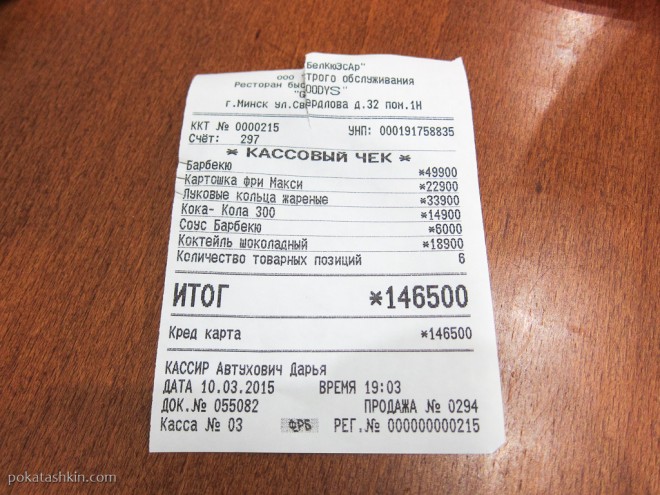 ООО "БелКюЭсАр"
Ресторан быстрого обслуживания
"GOODYS"
г.Минск ул.Свердлова д.32 пом.1Н
ККТ № 0000215 УНП: 000191758835
Счёт: 297
* КАССОВЫЙ ЧЕК *
Барбекю *49900
Картошка фри Макси *22900
Луковые кольца жареные *33900
Кока- Кола 300 *14900
Соус Барбекю *6000
Коктейль шоколадный *18900
Количество товарных позиций 6
ИТОГ *146500
Кред карта *146500
КАССИР Автухович Дарья
ДАТА 10.03.2015 ВРЕМЯ 19:03
ДОК.№ 055082 ПРОДАЖА № 0294
Касса № 03 ФРБ РЕГ.№ 000000000215
pokatashkin.com